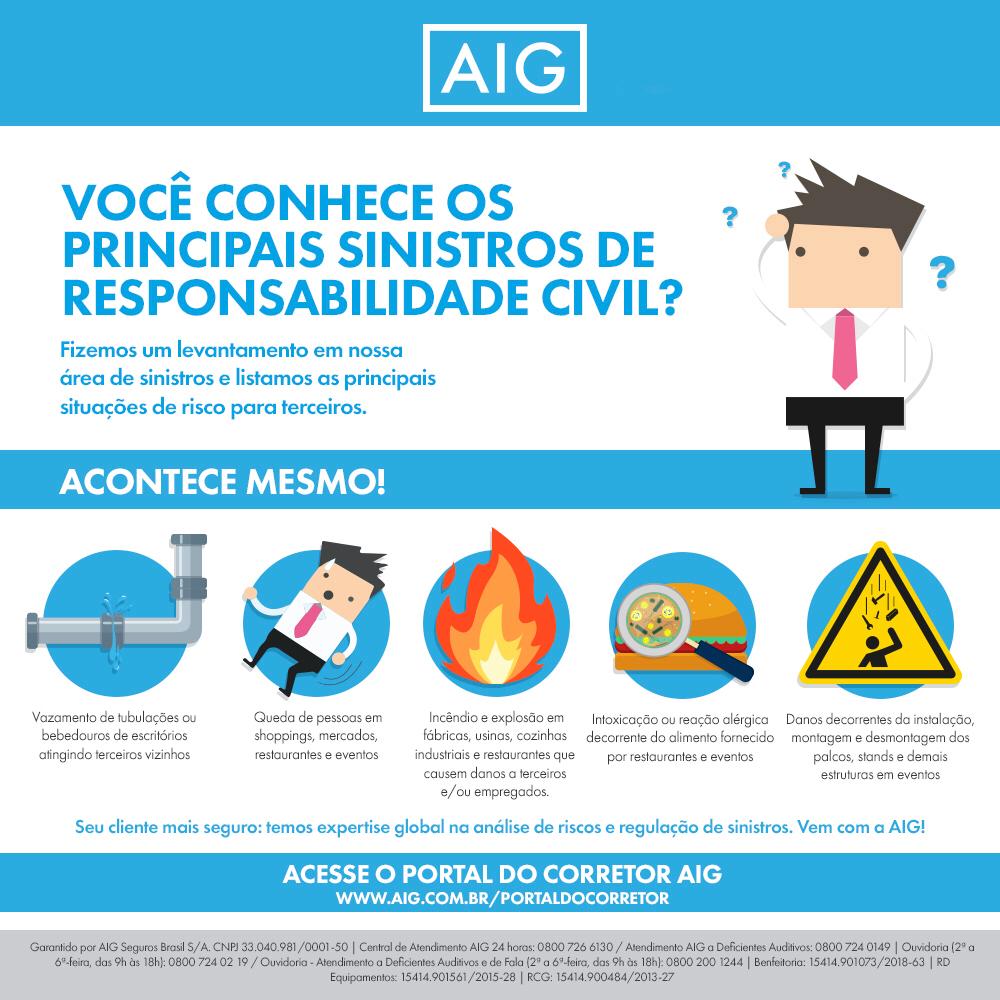 AIG
VOCÊ CONHECE OS
PRINCIPAIS SINISTROS DE
RESPONSABILIDADE CIVIL?
Fizemos um levantamento em nossa
área de sinistros e listamos as principais
situações de risco para terceiros.
?
?
?
ACONTECE MESMO!
Vazamento de tubulações ou
bebedouros de escritórios
atingindo terceiros vizinhos
Queda de pessoas em
shoppings, mercados,
restaurantes e eventos
Incêndio e explosão em
fábricas, usinas, cozinhas
industriais e restaurantes que
causem danos a terceiros
e/ou empregados.
Intoxicação ou reação alérgica
decorrente do alimento fornecido
por restaurantes e eventos
Danos decorrentes da instalação,
montagem e desmontagem dos
palcos, stands e demais
estruturas em eventos
Seu cliente mais seguro: temos expertise global na análise de riscos e regulação de sinistros. Vem com a AIG!
ACESSE O PORTAL DO CORRETOR AIG
WWW.AIG.COM.BR/PORTALDOCORRETOR
Garantido por AIG Seguros Brasil S/A. CNPJ 33.040.981/0001-50 | Central de Atendimento AIG 24 horas: 0800 726 6130 / Atendimento AIG a Deficientes Auditivos: 0800 724 0149 | Ouvidoria (2ª a
6ª-feira, das 9h às 18h): 0800 724 02 19 / Ouvidoria - Atendimento a Deficientes Auditivos e de Fala (2ª a 6ª-feira, das 9h às 18h): 0800 200 1244 | Benfeitoria: 15414.901073/2018-63 | RD
Equipamentos: 15414.901561/2015-28 | RCG: 15414.900484/2013-27